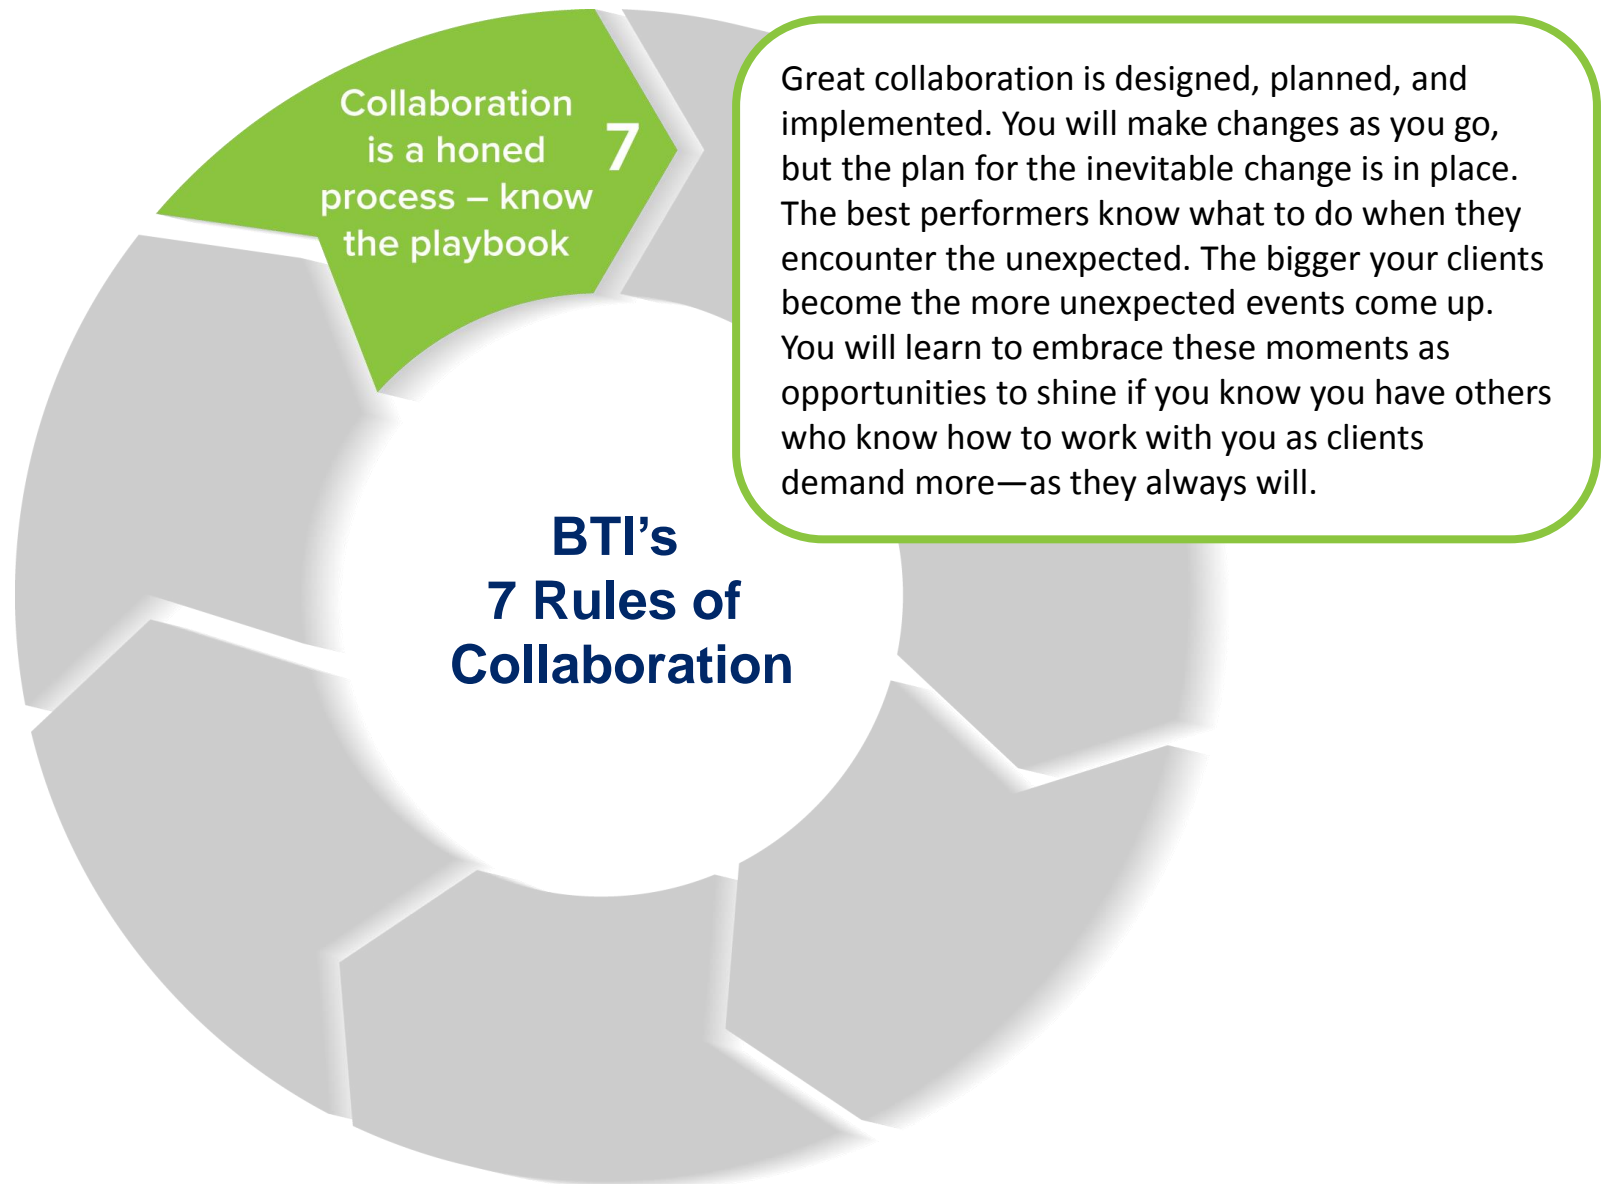 Collaboration
is a honed
process – know
the playbook
7
Great collaboration is designed, planned, and
implemented. You will make changes as you go,
but the plan for the inevitable change is in place.
The best performers know what to do when they
encounter the unexpected. The bigger your clients
become the more unexpected events come up.
You will learn to embrace these moments as
opportunities to shine if you know you have others
who know how to work with you as clients
demand more—as they always will.
BTI’s
7 Rules of
Collaboration